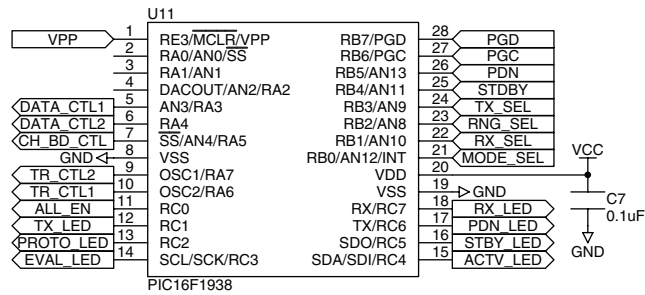 U11
VPP 1 RE3/MCLR/VPP RB7/PGD 28 PGD
2 RA0/AN0/SS RB6/PGC 27 PGC
3 RA1/AN1 RB5/AN13 26 PDN
4 DACOUT/AN2/RA2 RB4/AN11 25 STDBY
DATA_CTL1 5 AN3/RA3 RB3/AN9 24 TX_SEL
DATA_CTL2 6 RA4 RB2/AN8 23 RNG_SEL
CH_BD_CTL 7 SS/AN4/RA5 RB1/AN10 22 RX_SEL
GND 8 VSS RB0/AN12/INT 21 MODE_SEL VCC
TR_CTL2 9 OSC1/RA7 VDD 20
TR_CTL1 10 OSC2/RA6 VSS 19 GND C7
ALL_EN 11 RC0 RX/RC7 18 RX_LED 0.1uF
TX_LED 12 RC1 TX/RC6 17 PDN_LED
PROTO_LED 13 RC2 SDO/RC5 16 STBY_LED GND
EVAL_LED 14 SCL/SCK/RC3 SDA/SDI/RC4 15 ACTV_LED
PIC16F1938